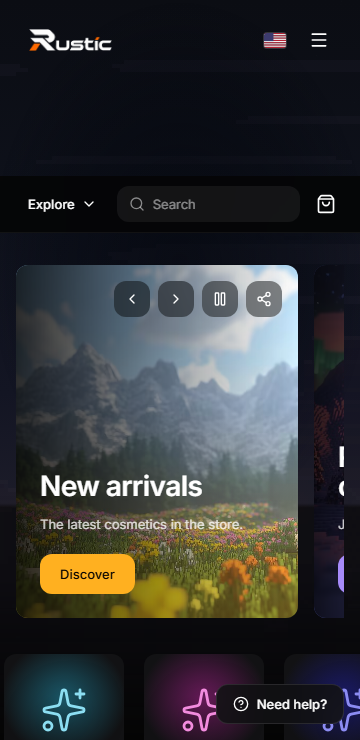 Rustic
Explore
Search
New arrivals
The latest cosmetics in the store.
Discover
Need help?